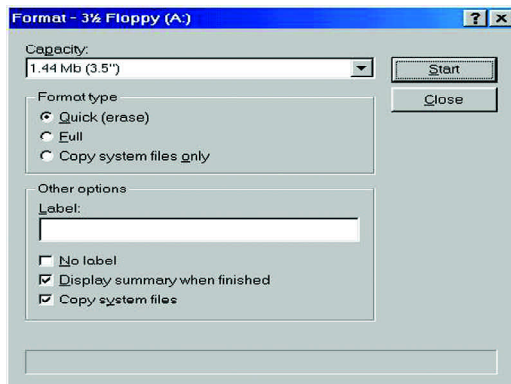 Format - 3½ Floppy (A:)
Capacity:
1.44 Mb (3.5")
Start
Close
Format type
Quick (erase)
Full
Copy system files only
Other options
Label:
No label
Display summary when finished
Copy system files